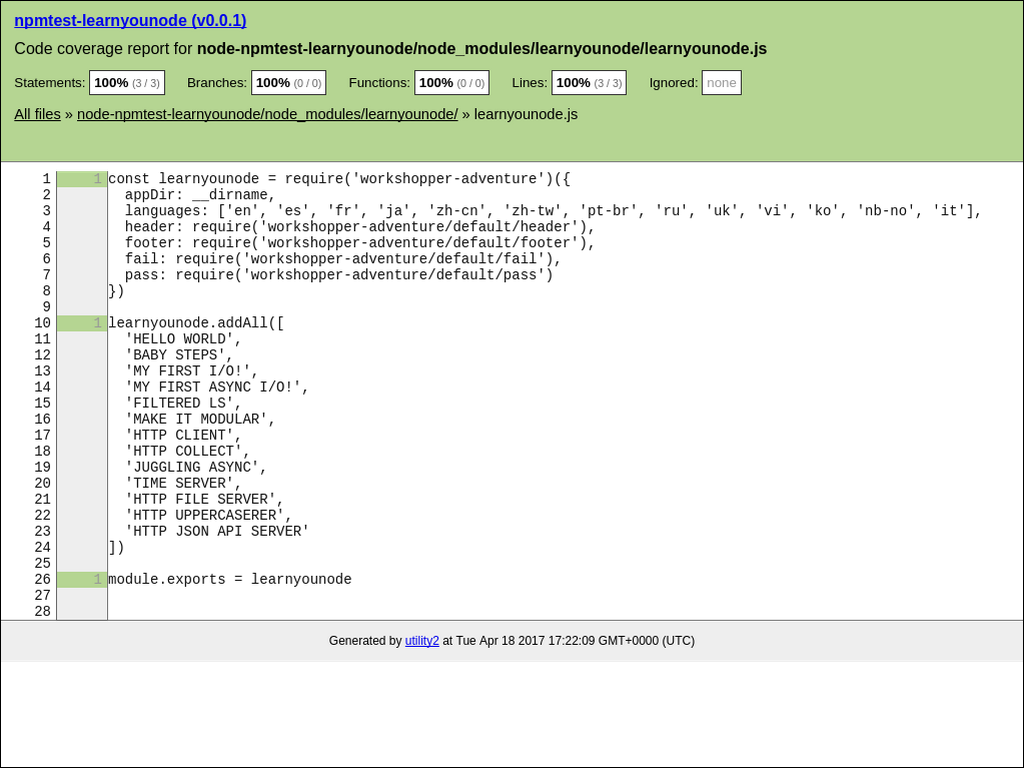 npmtest-learnyounode (v0.0.1)
Code coverage report for node-npmtest-learnyounode/node_modules/learnyounode/learnyounode.js
Statements: 100% (3 / 3) Branches: 100% (0 / 0) Functions: 100% (0 / 0) Lines: 100% (3 / 3) Ignored: none
All files » node-npmtest-learnyounode/node_modules/learnyounode/ » learnyounode.js
1 1 const learnyounode = require('workshopper-adventure')({
2   appDir: __dirname,
3   languages: ['en', 'es', 'fr', 'ja', 'zh-cn', 'zh-tw', 'pt-br', 'ru', 'uk', 'vi', 'ko', 'nb-no', 'it'],
4   header: require('workshopper-adventure/default/header'),
5   footer: require('workshopper-adventure/default/footer'),
6   fail: require('workshopper-adventure/default/fail'),
7   pass: require('workshopper-adventure/default/pass')
8 })
9
10 1 learnyounode.addAll([
11   'HELLO WORLD',
12   'BABY STEPS',
13   'MY FIRST I/O!',
14   'MY FIRST ASYNC I/O!',
15   'FILTERED LS',
16   'MAKE IT MODULAR',
17   'HTTP CLIENT',
18   'HTTP COLLECT',
19   'JUGGLING ASYNC',
20   'TIME SERVER',
21   'HTTP FILE SERVER',
22   'HTTP UPPERCASERER',
23   'HTTP JSON API SERVER'
24 ])
25
26 1 module.exports = learnyounode
27
28
Generated by utility2 at Tue Apr 18 2017 17:22:09 GMT+0000 (UTC)